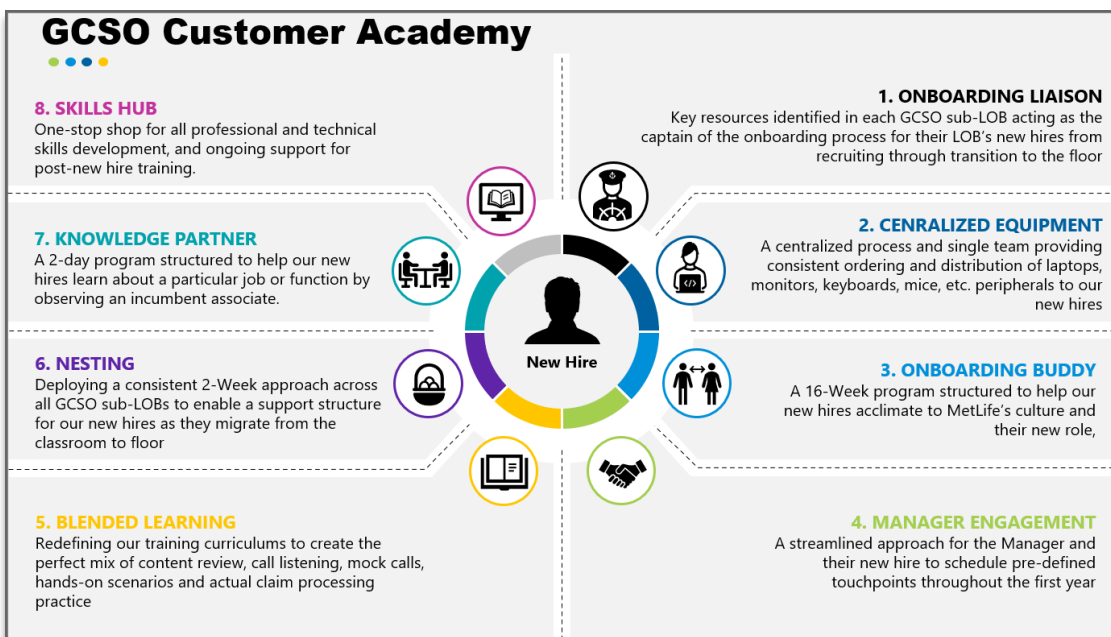 GCSO Customer Academy
8. SKILLS HUB
One-stop shop for all professional and technical
skills development, and ongoing support for
post-new hire training.
1. ONBOARDING LIAISON
Key resources identified in each GCSO sub-LOB acting as the
captain of the onboarding process for their LOB's new hires from
recruiting through transition to the floor
7. KNOWLEDGE PARTNER
A 2-day program structured to help our new
hires learn about a particular job or function by
observing an incumbent associate.
2. CENRALIZED EQUIPMENT
A centralized process and single team providing
consistent ordering and distribution of laptops,
monitors, keyboards, mice, etc. peripherals to our
new hires
New Hire
6. NESTING
Deploying a consistent 2-Week approach across
all GCSO sub-LOBs to enable a support structure
for our new hires as they migrate from the
classroom to floor
3. ONBOARDING BUDDY
A 16-Week program structured to help our
new hires acclimate to MetLife's culture and
their new role,
5. BLENDED LEARNING
Redefining our training curriculums to create the
perfect mix of content review, call listening, mock calls,
hands-on scenarios and actual claim processing
practice
4. MANAGER ENGAGEMENT
A streamlined approach for the Manager and
their new hire to schedule pre-defined
touchpoints throughout the first year